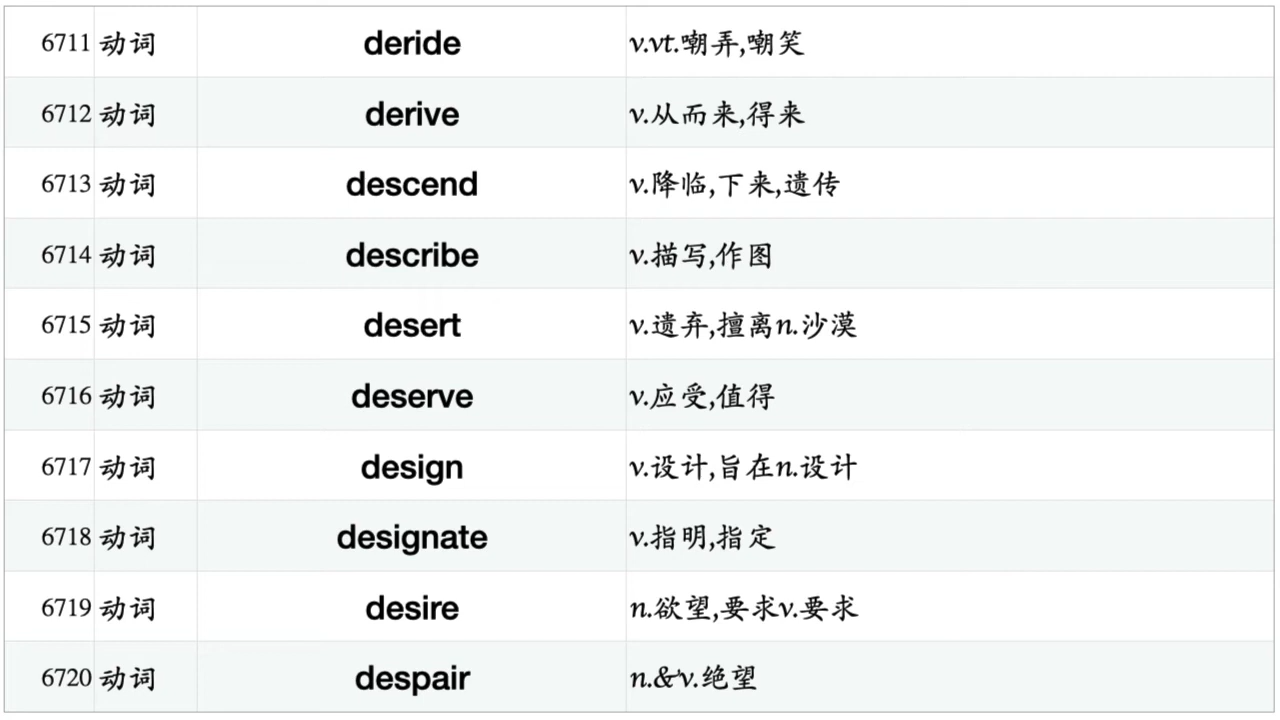 6711 动词 deride v.vt.嘲弄,嘲笑
6712 动词 derive v.从而来,得来
6713 动词 descend v.降临,下来,遗传
6714 动词 describe v.描写,作图
6715 动词 desert v.遗弃,擅离n.沙漠
6716 动词 deserve v.应受,值得
6717 动词 design v.设计,旨在n.设计
6718 动词 designate v.指明,指定
6719 动词 desire n.欲望,要求v.要求
6720 动词 despair n.&v.绝望